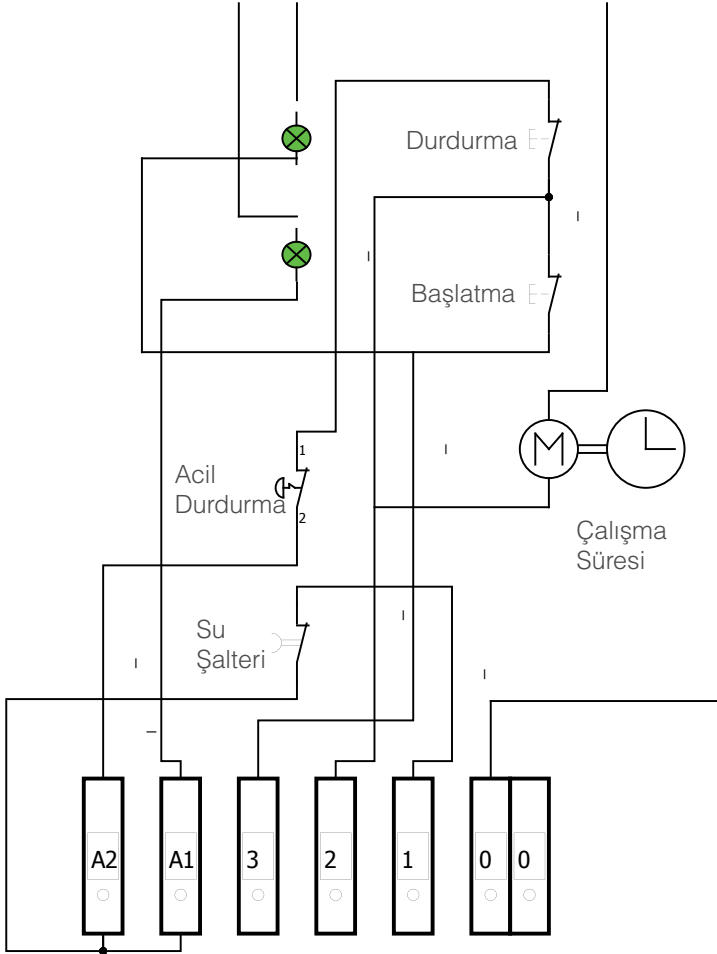 Durdurma
Başlatma
1
Acil
Durdurma
2
M
Çalışma
Süresi
Su
Şalteri
A2
A1
3
2
1
0
0